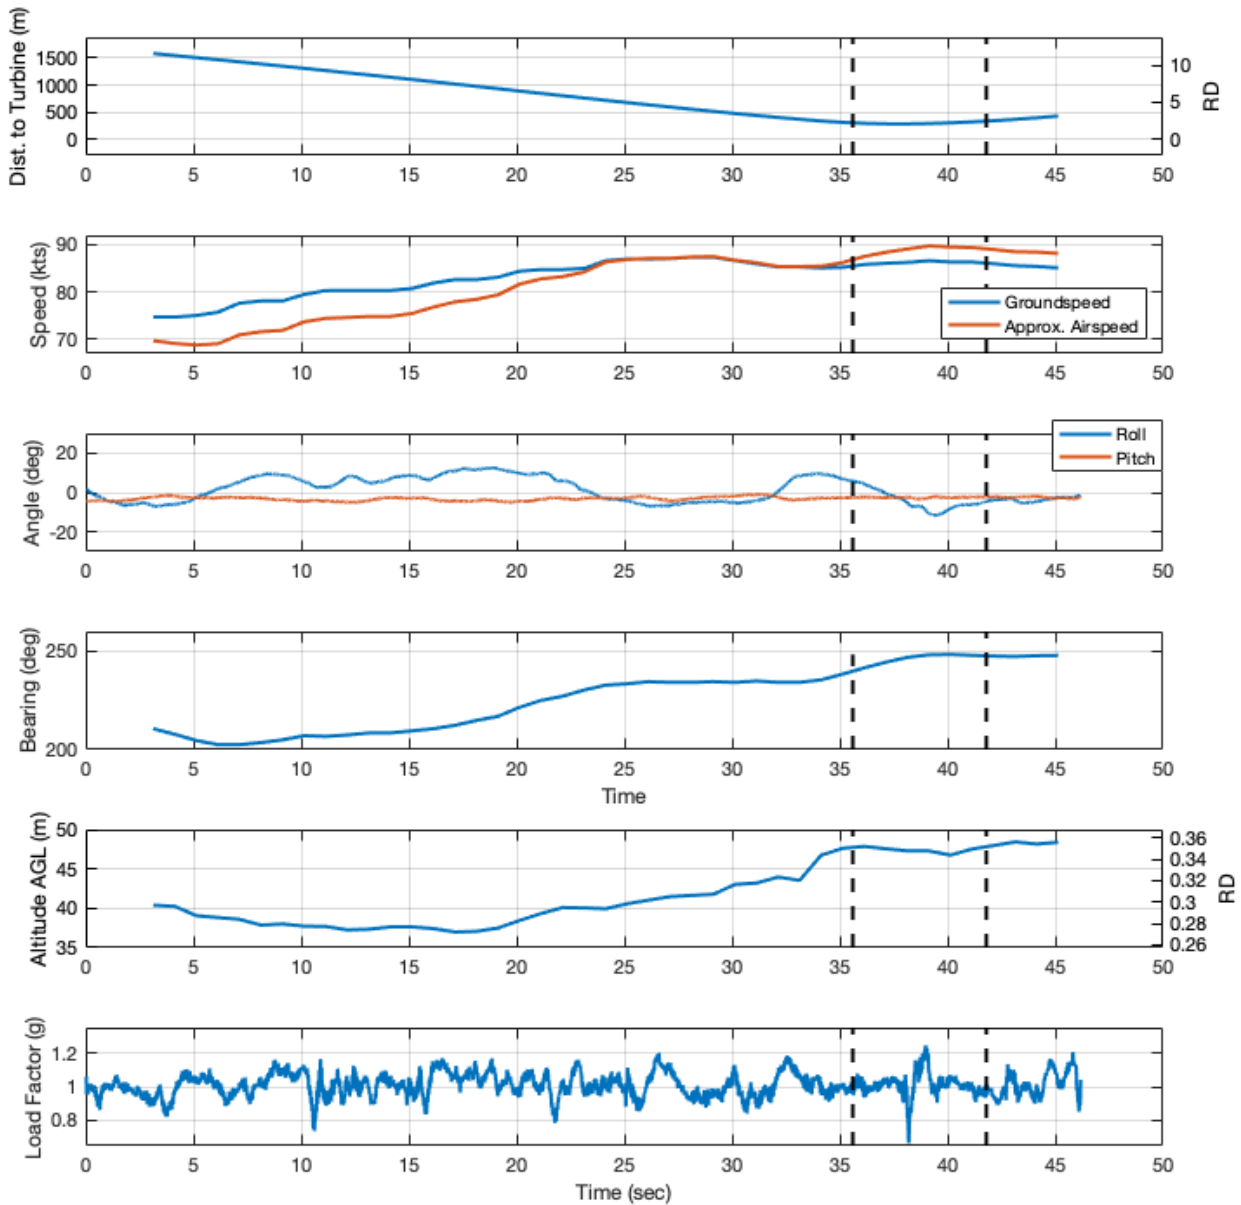 Dist. to Turbine (m)
1500
1000
500
0
10
5
0
RD
0 5 10 15 20 25 30 35 40 45 50
Speed (kts)
90
80
70
Groundspeed
Approx. Airspeed
0 5 10 15 20 25 30 35 40 45 50
Angle (deg)
20
0
-20
Roll
Pitch
0 5 10 15 20 25 30 35 40 45 50
Bearing (deg)
250
200
0 5 10 15 20 25 30 35 40 45 50
Time
Altitude AGL (m)
50
45
40
35
0.36
0.34
0.32
0.3
0.28
0.26
RD
0 5 10 15 20 25 30 35 40 45 50
Load Factor (g)
1.2
1
0.8
0 5 10 15 20 25 30 35 40 45 50
Time (sec)